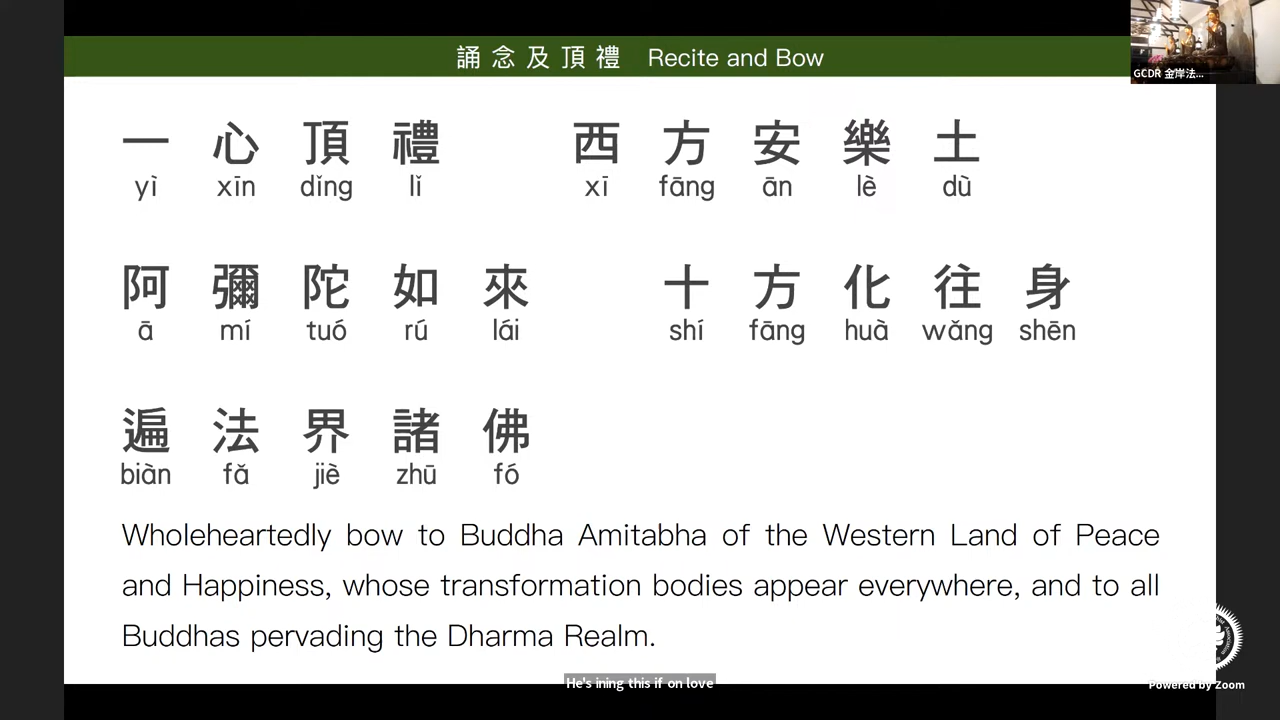 誦念及頂禮 Recite and Bow
GCDR 金岸法...
一 心 頂 禮 西 方 安 樂 土
yì xīn dǐng lǐ xī fāng ān lè dù
阿 彌 陀 如 來 十 方 化 往 身
ā mí tuó rú lái shí fāng huà wǎng shēn
遍 法 界 諸 佛
biàn fǎ jiè zhū fó
Wholeheartedly bow to Buddha Amitabha of the Western Land of Peace
and Happiness, whose transformation bodies appear everywhere, and to all
Buddhas pervading the Dharma Realm.
He's ining this if on love
Powered by Zoom